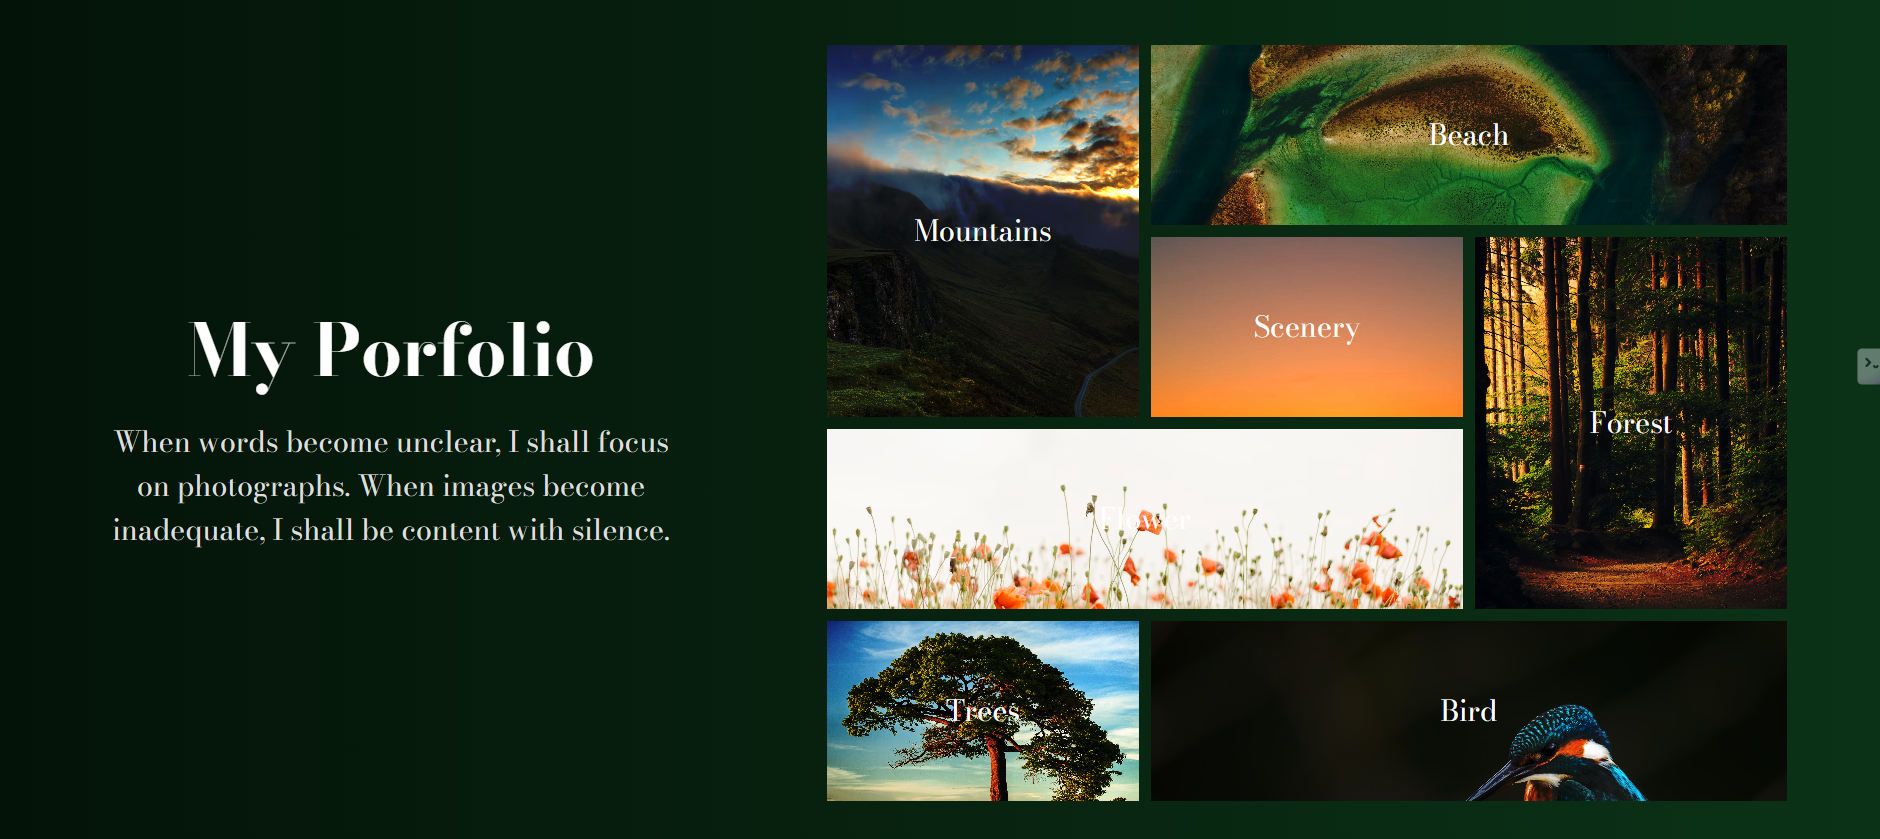 My Porfolio
When words become unclear, I shall focus
on photographs. When images become
inadequate, I shall be content with silence.
Mountains
Beach
Scenery
Forest
Flower
Trees
Bird